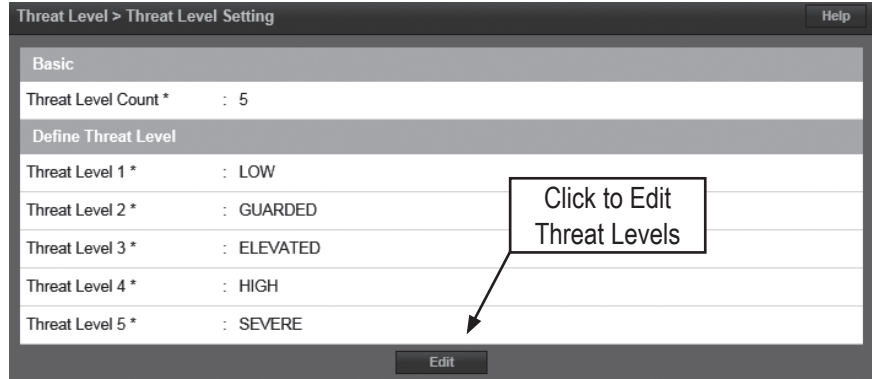 Threat Level > Threat Level Setting Help
Basic
Threat Level Count * : 5
Define Threat Level
Threat Level 1 * : LOW
Threat Level 2 * : GUARDED
Threat Level 3 * : ELEVATED
Threat Level 4 * : HIGH
Threat Level 5 * : SEVERE
Click to Edit
Threat Levels
Edit